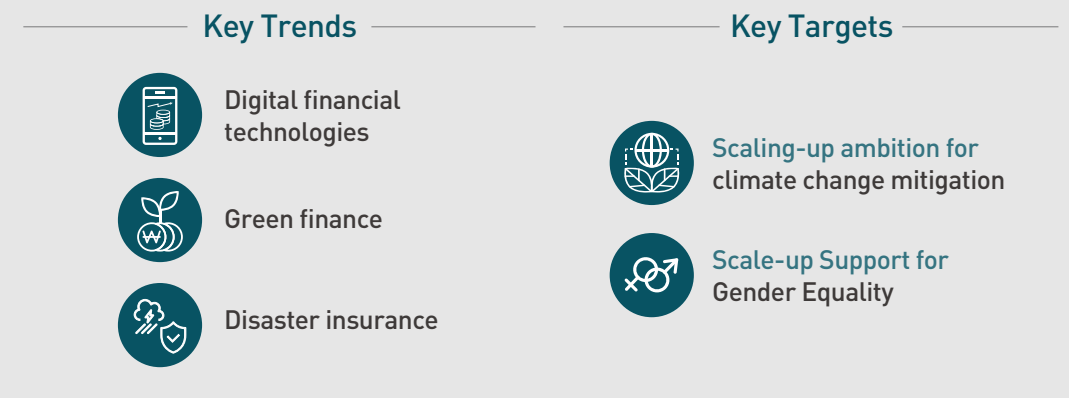 Key Trends
Digital financial
technologies
Green finance
₩
Disaster insurance
Key Targets
Scaling-up ambition for
climate change mitigation
Scale-up Support for
Gender Equality